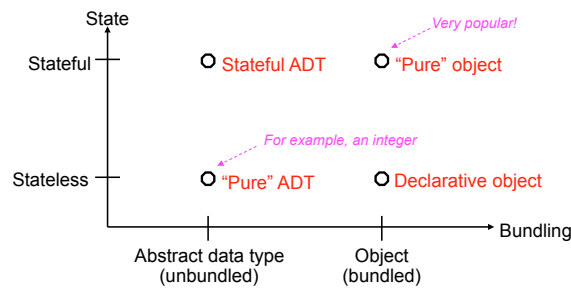 State
Very popular!
Stateful
Stateful ADT
“Pure” object
For example, an integer
Stateless
“Pure” ADT
Declarative object
Bundling
Abstract data type
(unbundled)
Object
(bundled)